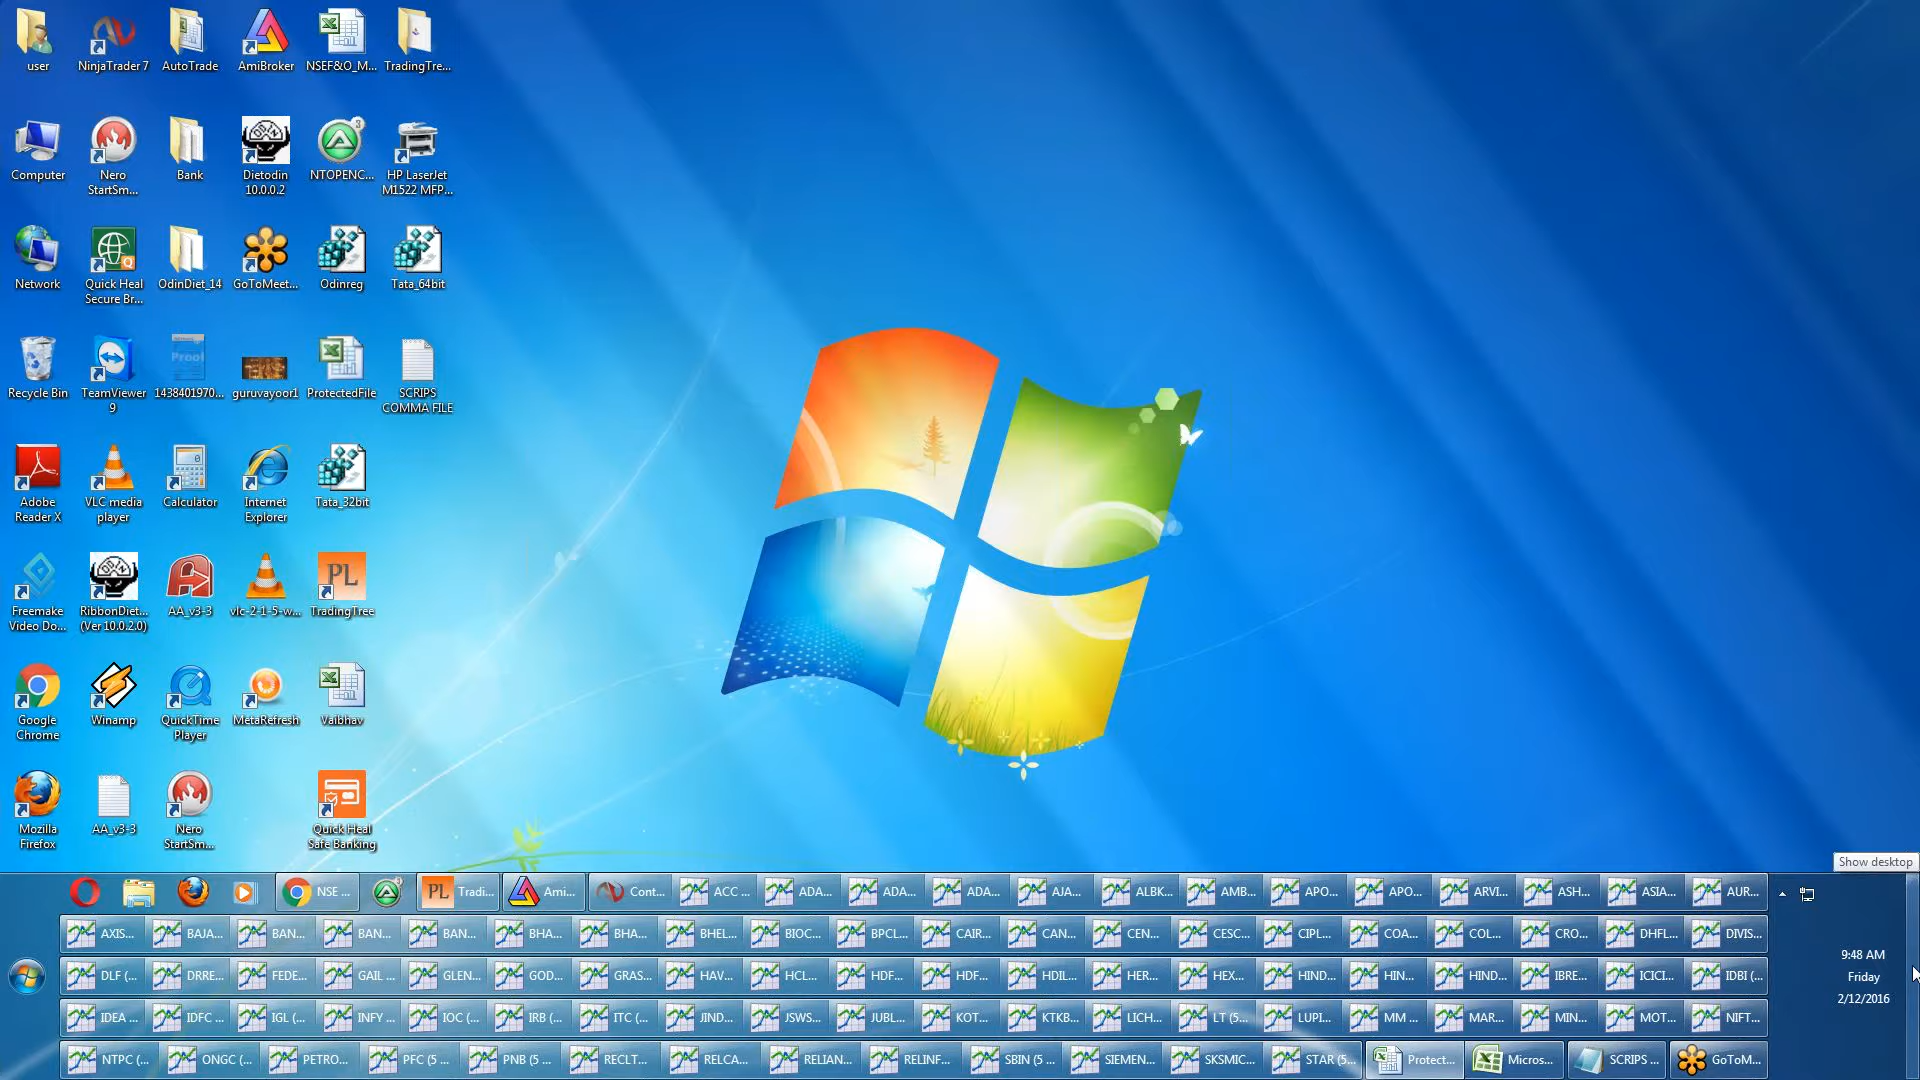 user
NinjaTrader 7
AutoTrade
AmiBroker
NSEF&O_M...
TradingTre...
Computer
Nero
StartSm...
Bank
Dietodin
10.0.0.2
NTOPENC...
HP LaserJet
M1522 MFP...
Network
Quick Heal
Secure Br...
OdinDiet_14
GoToMeet...
Odinreg
Tata_64bit
Recycle Bin
TeamViewer
9
1438401970...
guruvayoor1
ProtectedFile
SCRIPS
COMMA FILE
Adobe
Reader X
VLC media
player
Calculator
Internet
Explorer
Tata_32bit
Freemake
Video Do...
RibbonDiet...
(Ver 10.0.2.0)
AA_v3-3
vlc-2-1-5-w...
PL
TradingTree
Google
Chrome
Winamp
QuickTime
Player
MetaRefresh
Vaibhav
Mozilla
Firefox
AA_v3-3
Nero
StartSm...
Quick Heal
Safe Banking
Show desktop
NSE ... PL Tradi... Ami... Cont... ACC ... ADA... ADA... ADA... AJA... ALBK... AMB... APO... APO... ARVI... ASH... ASIA... AUR...
AXIS... BAJA... BAN... BAN... BAN... BHA... BHA... BHEL... BIOC... BPCL... CAIR... CAN... CEN... CESC... CIPL... COA... COL... CRO... DHFL... DIVIS...
DLF (... DRRE... FEDE... GAIL ... GLEN... GOD... GRAS... HAV... HCL... HDF... HDF... HDIL... HER... HEX... HIND... HIN... HIND... IBRE... ICICI... IDBI (...
IDEA ... IDFC ... IGL (... INFY ... IOC (... IRB (... ITC (... JIND... JSWS... JUBL... KOT... KTKB... LICH... LT (5... LUPI... MM ... MAR... MIN... MOT... NIFT...
NTPC (... ONGC (... PETRO... PFC (5 ... PNB (5 ... RECLT... RELCA... RELIAN... RELINF... SBIN (5 ... SIEMEN... SKSMIC... STAR (5... Protect... Micros... SCRIPS ... GoToM...
9:48 AM
Friday
2/12/2016